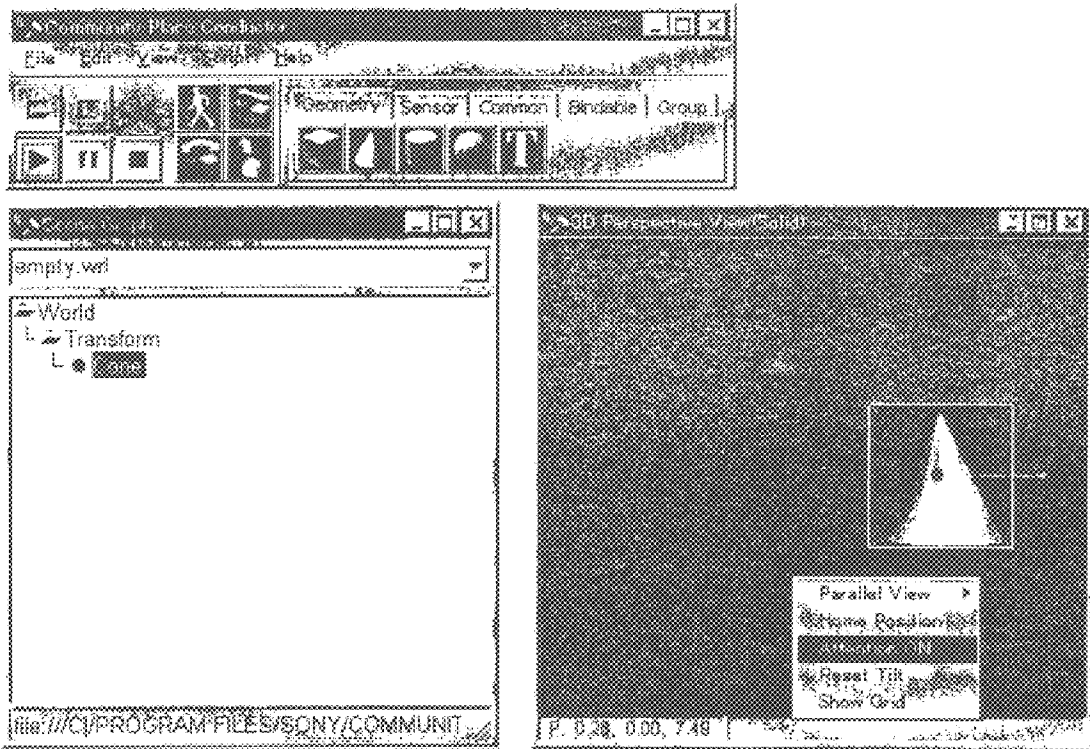 Community Place Conductor
File Edit View Script Help
Geometry Sensor Common Bindable Group
empty.wrl
World
Transform
Cone
file:///C|/PROGRAM FILES/SONY/COMMUNIT
3D Perspective View(Solid)
Parallel View
Home Position
Reset Tilt
Show Grid
P. 0.28, 0.00, 7.48